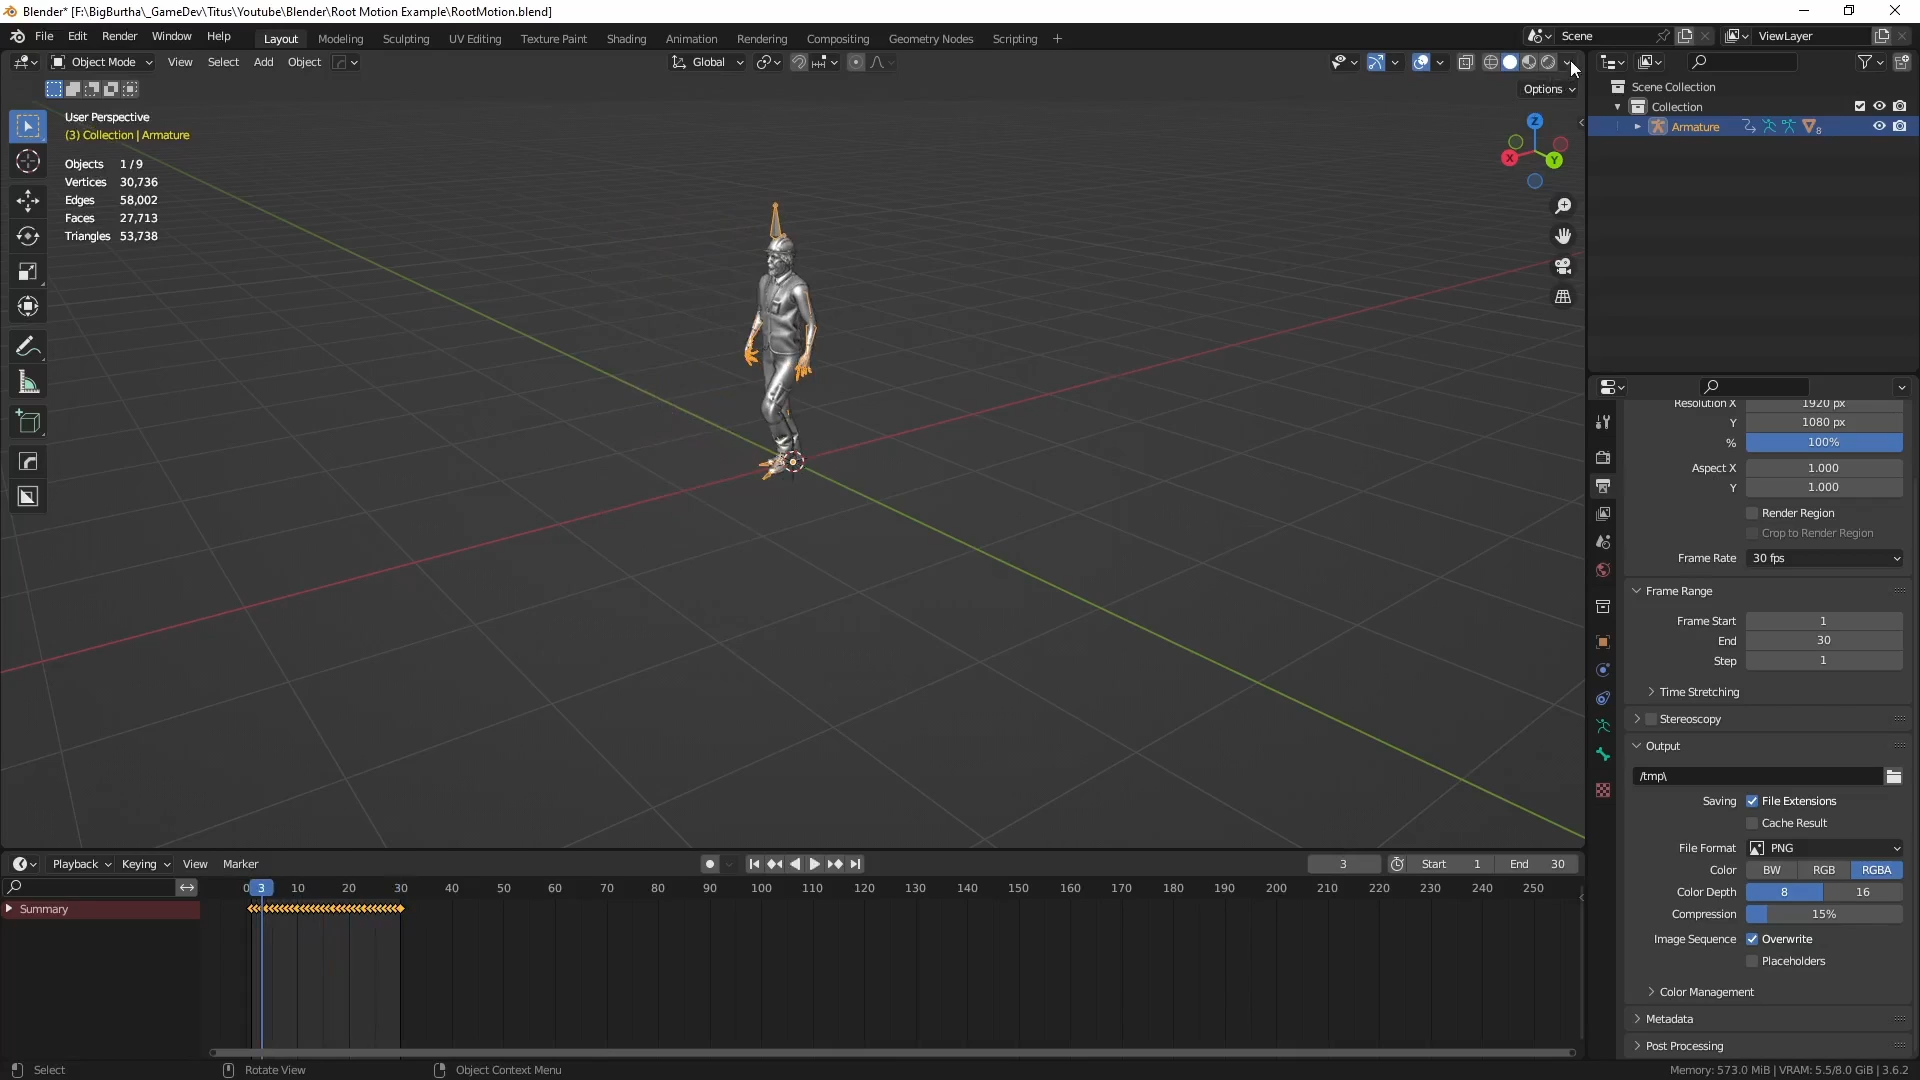 Blender* [F:\BigBurtha\_GameDev\Titus\Youtube\Blender\Root Motion Example\RootMotion.blend]
File Edit Render Window Help Layout Modeling Sculpting UV Editing Texture Paint Shading Animation Rendering Compositing Geometry Nodes Scripting + Scene ViewLayer
Object Mode View Select Add Object Global
Options
User Perspective
(3) Collection | Armature
Objects 1/9
Vertices 30,736
Edges 58,002
Faces 27,713
Triangles 53,738
Z
X
Y
Scene Collection
Collection
Armature 8
Resolution X 1920 px
Y 1080 px
% 100%
Aspect X 1.000
Y 1.000
Render Region
Crop to Render Region
Frame Rate 30 fps
Frame Range
Frame Start 1
End 30
Step 1
Time Stretching
Stereoscopy
Output
/tmp\
Saving File Extensions
Cache Result
File Format PNG
Color BW RGB RGBA
Color Depth 8 16
Compression 15%
Image Sequence Overwrite
Placeholders
Color Management
Metadata
Post Processing
Playback Keying View Marker 3 Start 1 End 30
0 3 10 20 30 40 50 60 70 80 90 100 110 120 130 140 150 160 170 180 190 200 210 220 230 240 250
Summary
Select Rotate View Object Context Menu Memory: 573.0 MiB | VRAM: 5.5/8.0 GiB | 3.6.2